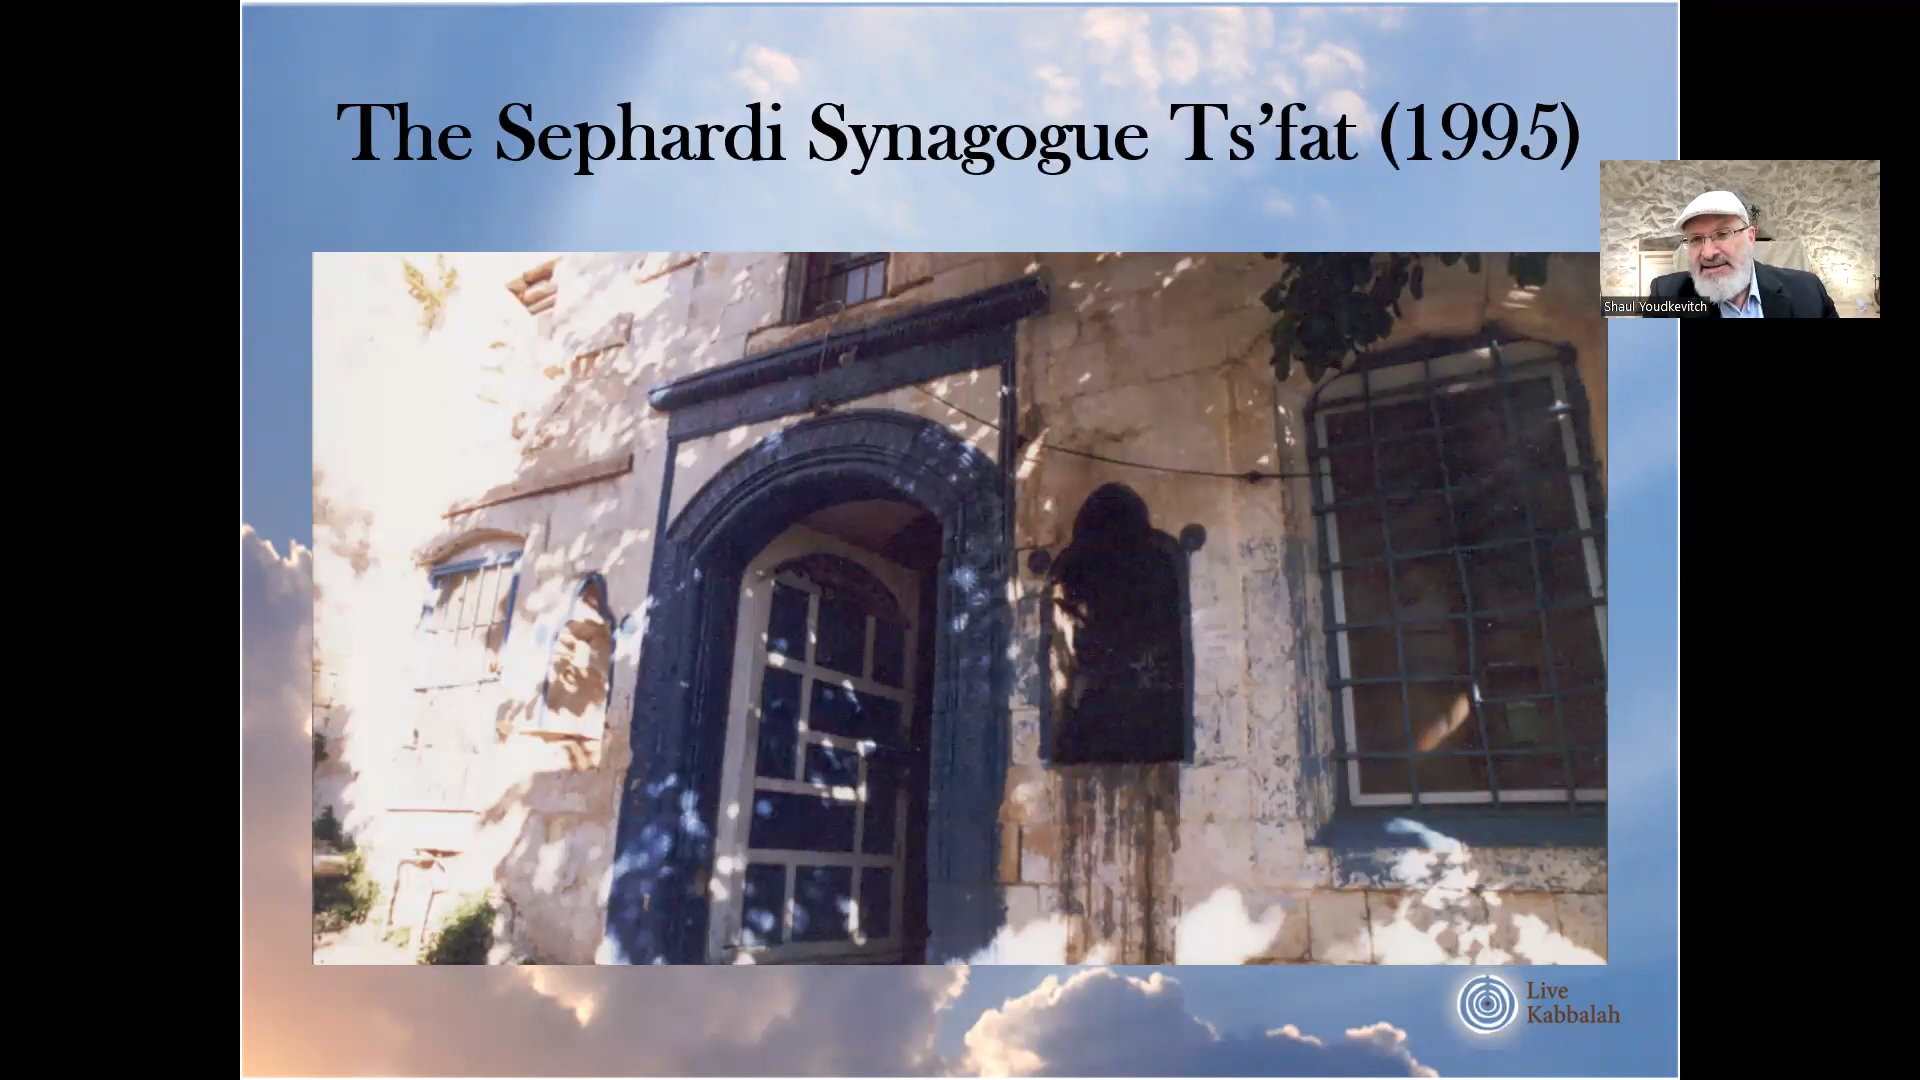 The Sephardi Synagogue Ts’fat (1995)
Shaul Youdkevitch
Live
Kabbalah